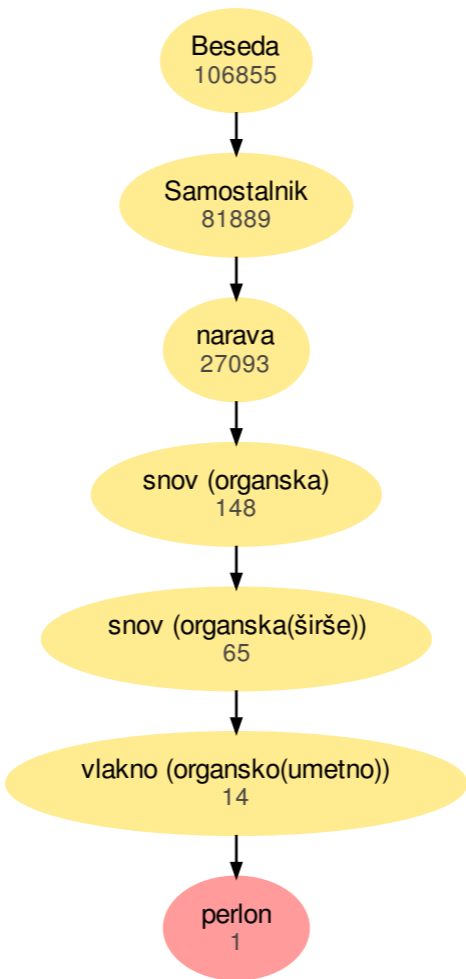 Beseda
106855
Samostalnik
81889
narava
27093
snov (organska)
148
snov (organska(širše))
65
vlakno (organsko(umetno))
14
perlon
1